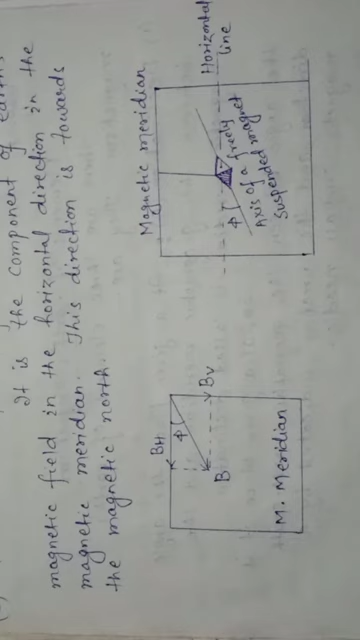 It is the component of earth's
magnetic field in the horizontal direction in the
magnetic meridian. This direction is towards
the magnetic north.
Magnetic meridian
Horizontal
line
Φ
Axis of a freely
suspended magnet
BH
Φ
BV
B
M. Meridian